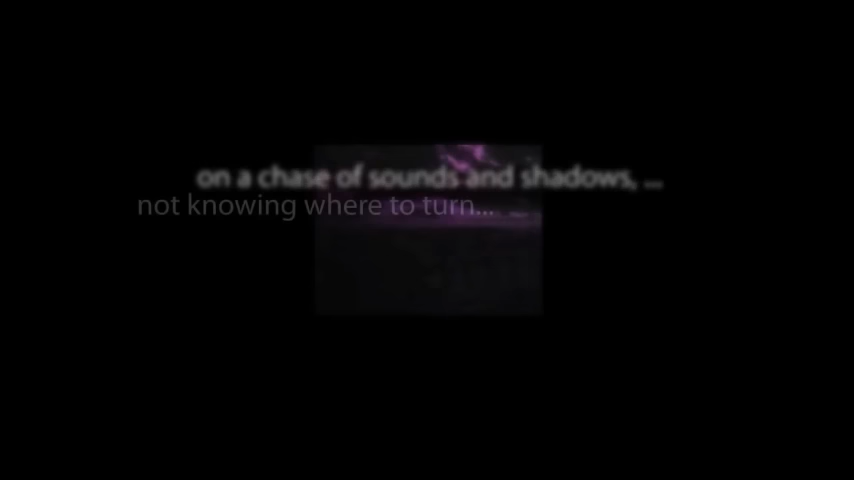 on a chase of sounds and shadows, ...
not knowing where to turn...